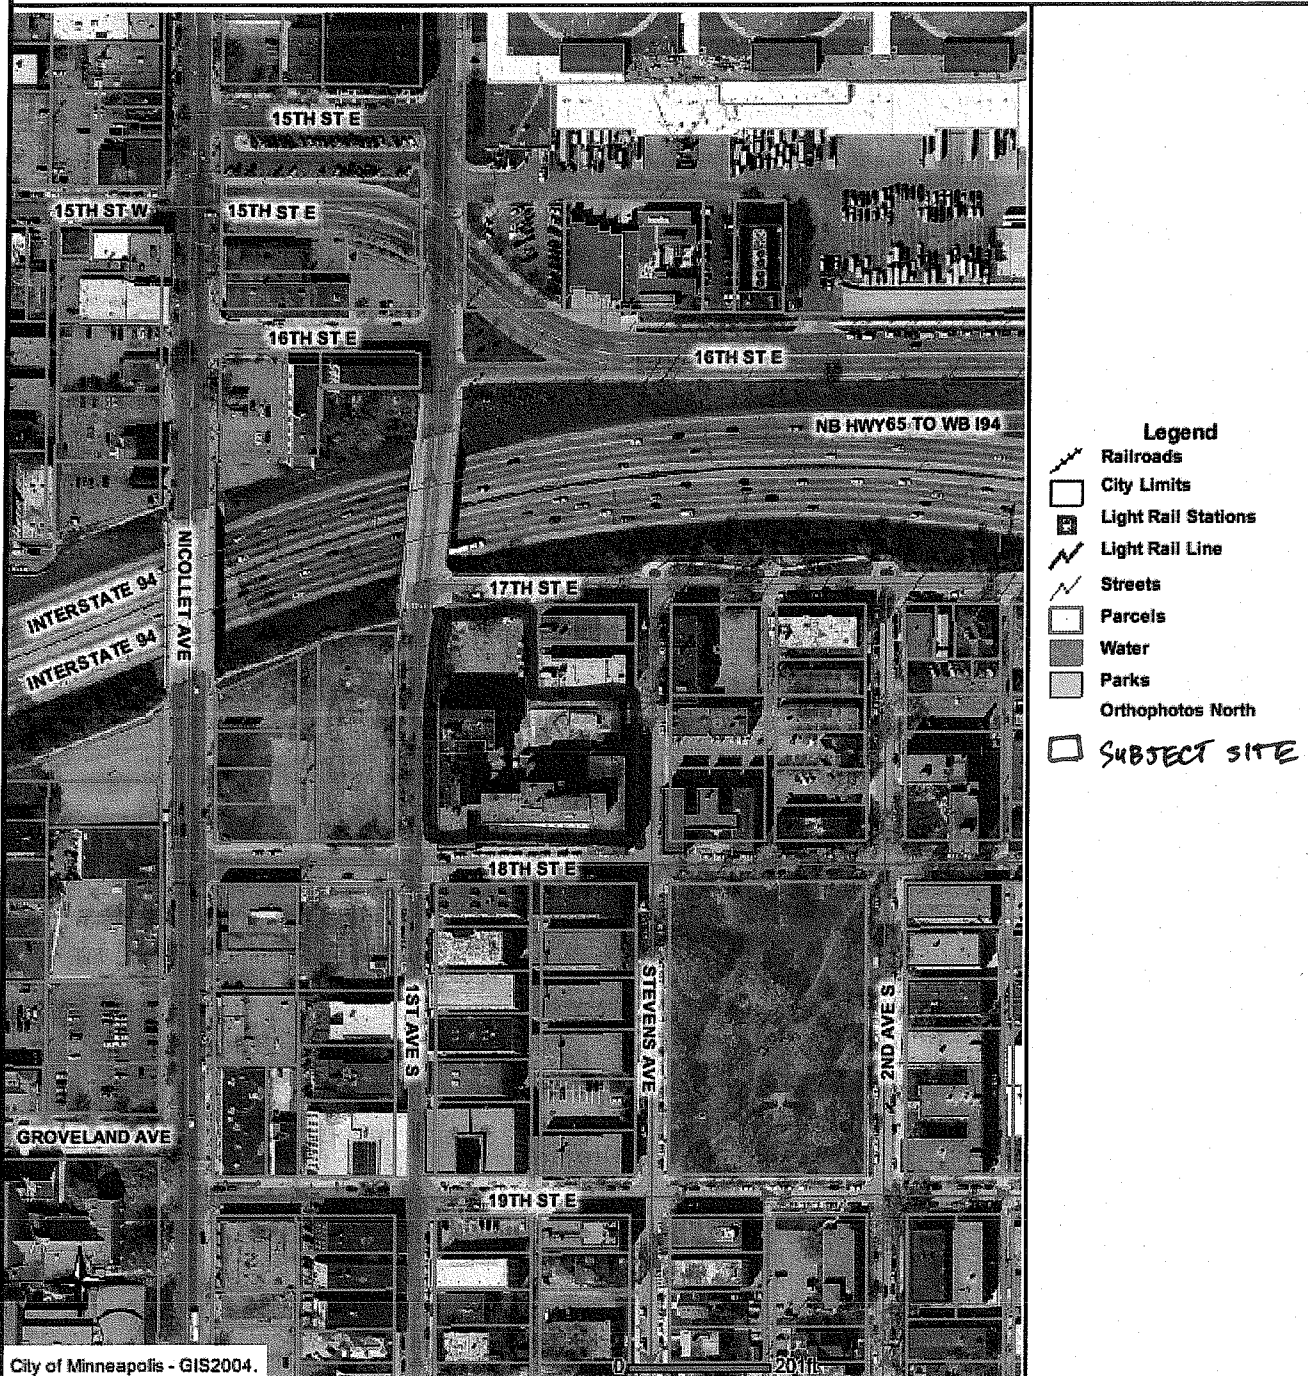 15TH ST E
15TH ST W
15TH ST E
16TH ST E
16TH ST E
NB HWY65 TO WB I94
NICOLLET AVE
INTERSTATE 94
INTERSTATE 94
17TH ST E
18TH ST E
1ST AVE S
STEVENS AVE
2ND AVE S
GROVELAND AVE
19TH ST E
City of Minneapolis - GIS2004.
0 201ft.
Legend
Railroads
City Limits
Light Rail Stations
Light Rail Line
Streets
Parcels
Water
Parks
Orthophotos North
SUBJECT SITE